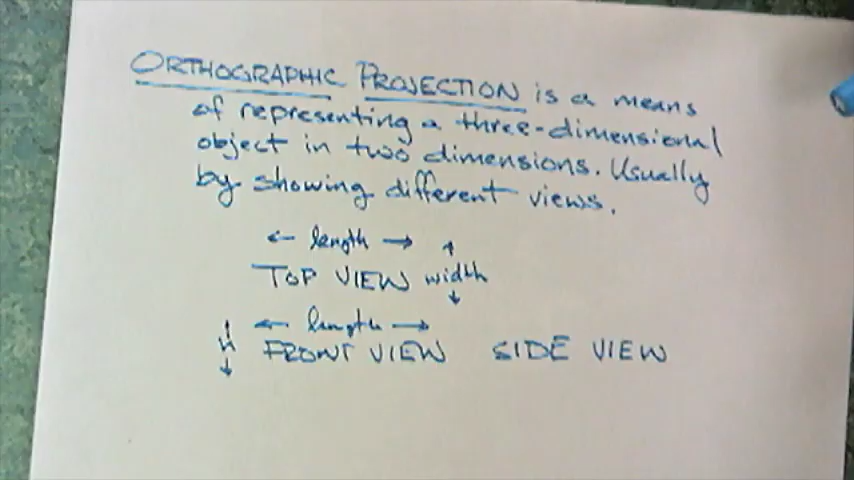 ORTHOGRAPHIC PROJECTION is a means
of representing a three-dimensional
object in two dimensions. Usually
by showing different views.
← length →
TOP VIEW width
← length →
h FRONT VIEW SIDE VIEW